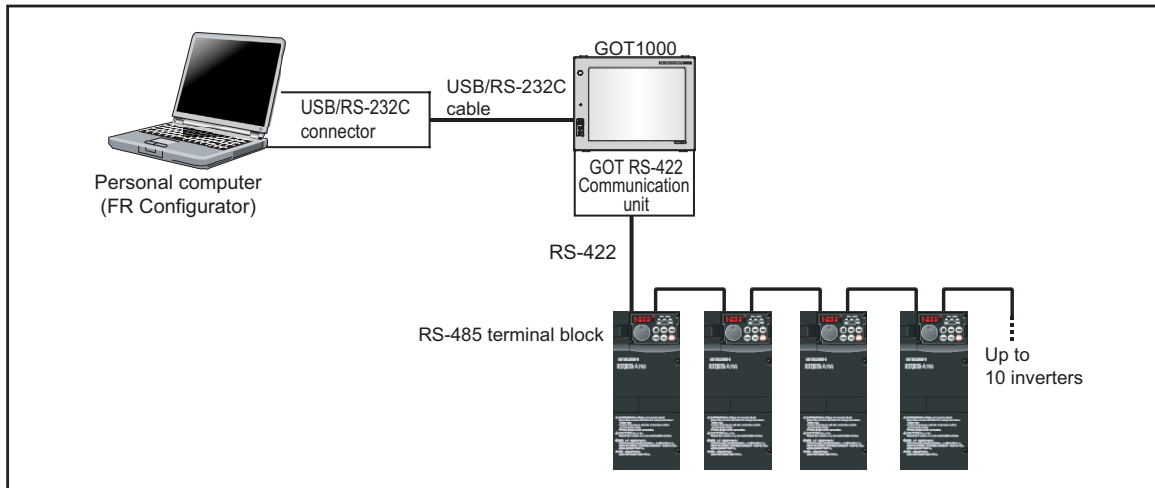 GOT1000
USB/RS-232C
cable
USB/RS-232C
connector
GOT RS-422
Communication
unit
Personal computer
(FR Configurator)
RS-422
RS-485 terminal block
Up to
10 inverters